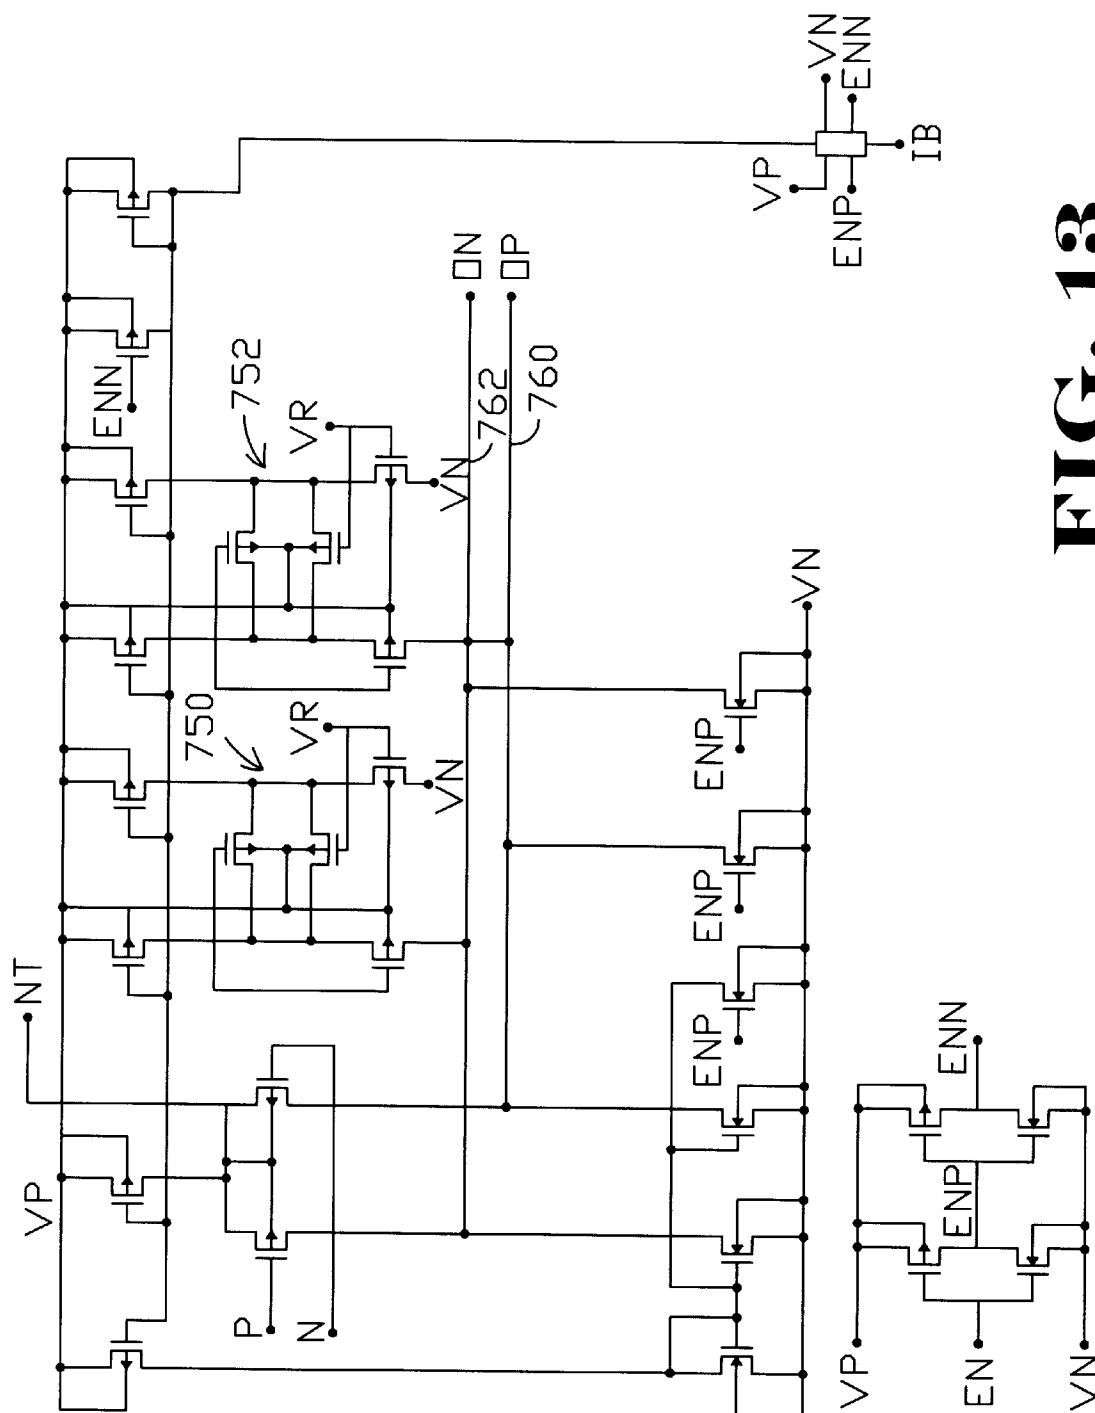 NT
VP
ENN
750
752
P
VR
VR
N
VN
VN
ON
762
OP
760
ENP
ENP
ENP
VP
VN
VN
ENP
ENN
VP
IB
ENP
ENN
EN
VN
FIG. 13